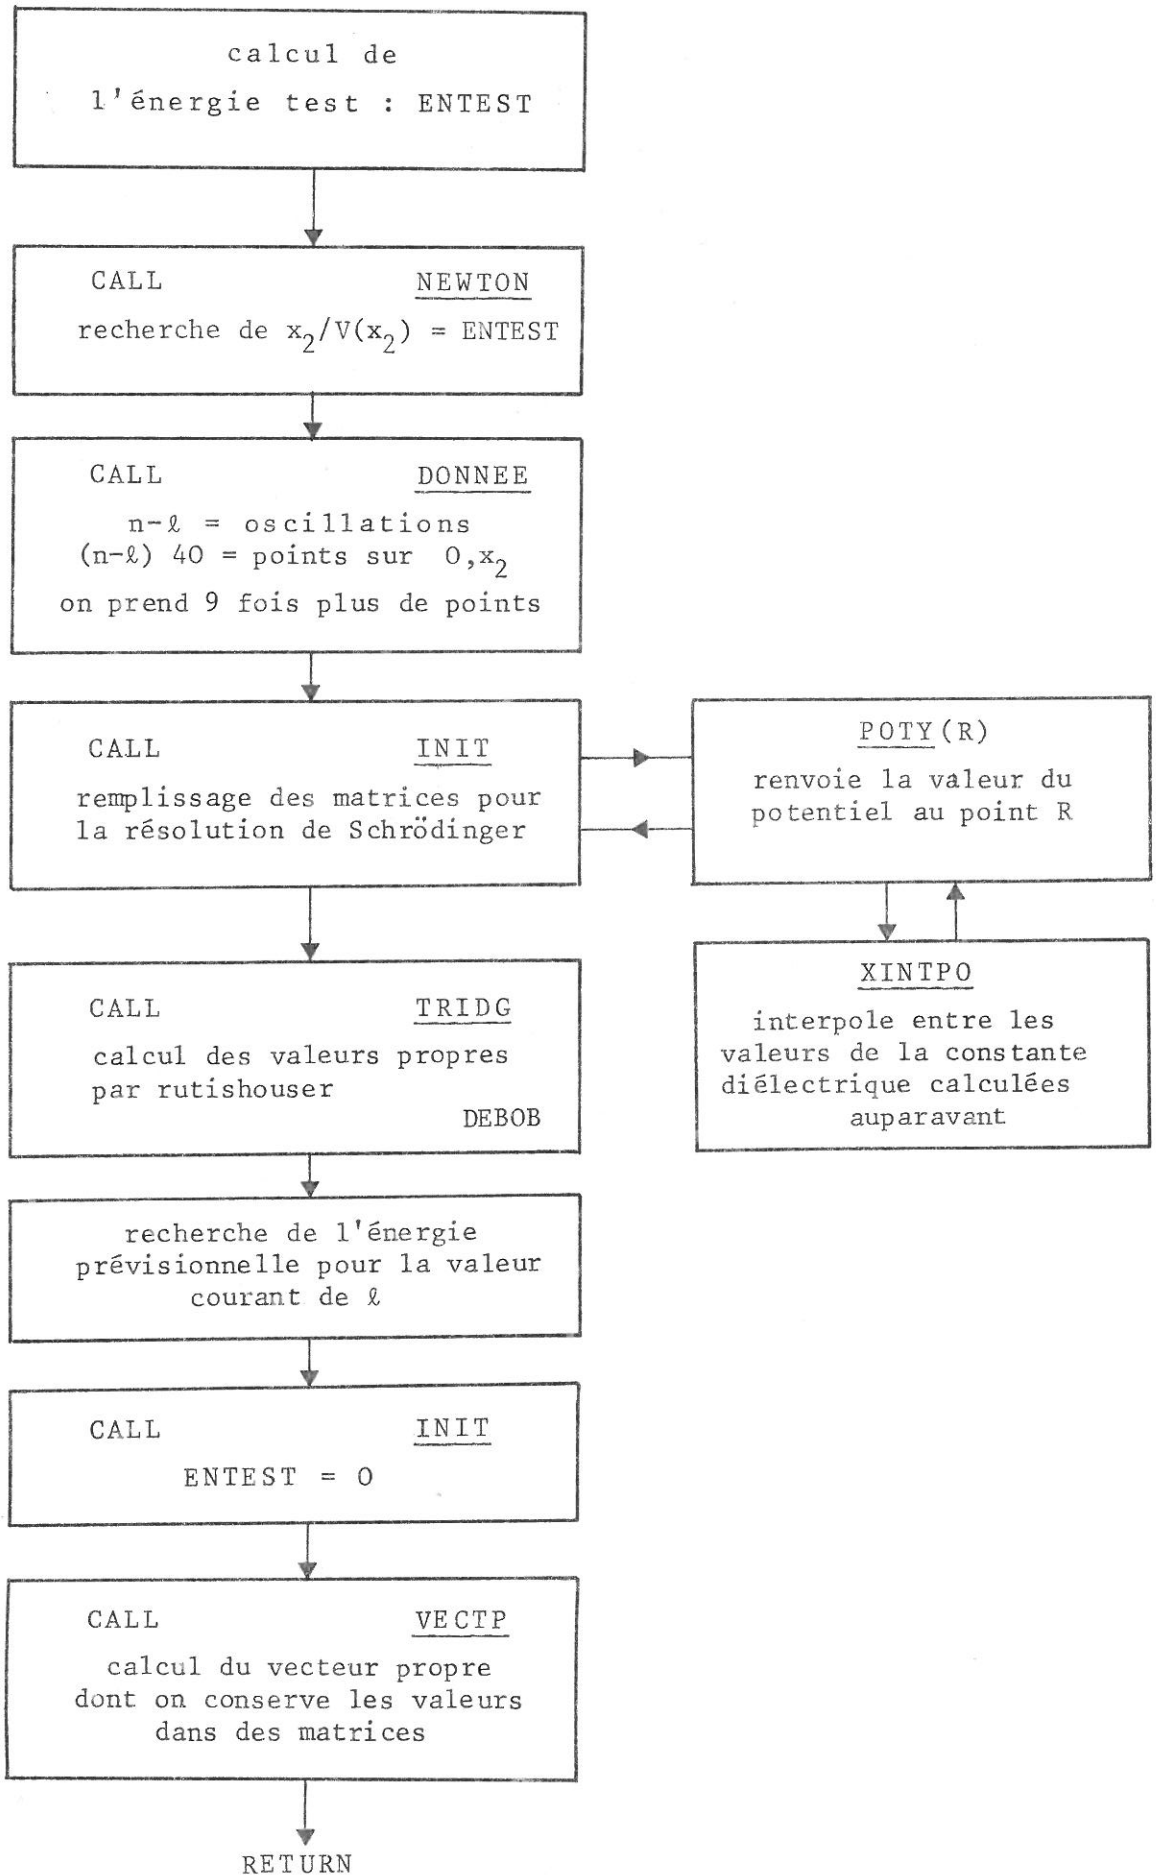 calcul de
l'énergie test : ENTEST
CALL NEWTON
recherche de x₂/V(x₂) = ENTEST
CALL DONNEE
n-ℓ = oscillations
(n-ℓ) 40 = points sur 0,x₂
on prend 9 fois plus de points
CALL INIT
remplissage des matrices pour
la résolution de Schrödinger
POTY(R)
renvoie la valeur du
potentiel au point R
XINTPO
interpole entre les
valeurs de la constante
diélectrique calculées
auparavant
CALL TRIDG
calcul des valeurs propres
par rutishouser
DEBOB
recherche de l'énergie
prévisionnelle pour la valeur
courant de ℓ
CALL INIT
ENTEST = 0
CALL VECTP
calcul du vecteur propre
dont on conserve les valeurs
dans des matrices
RETURN